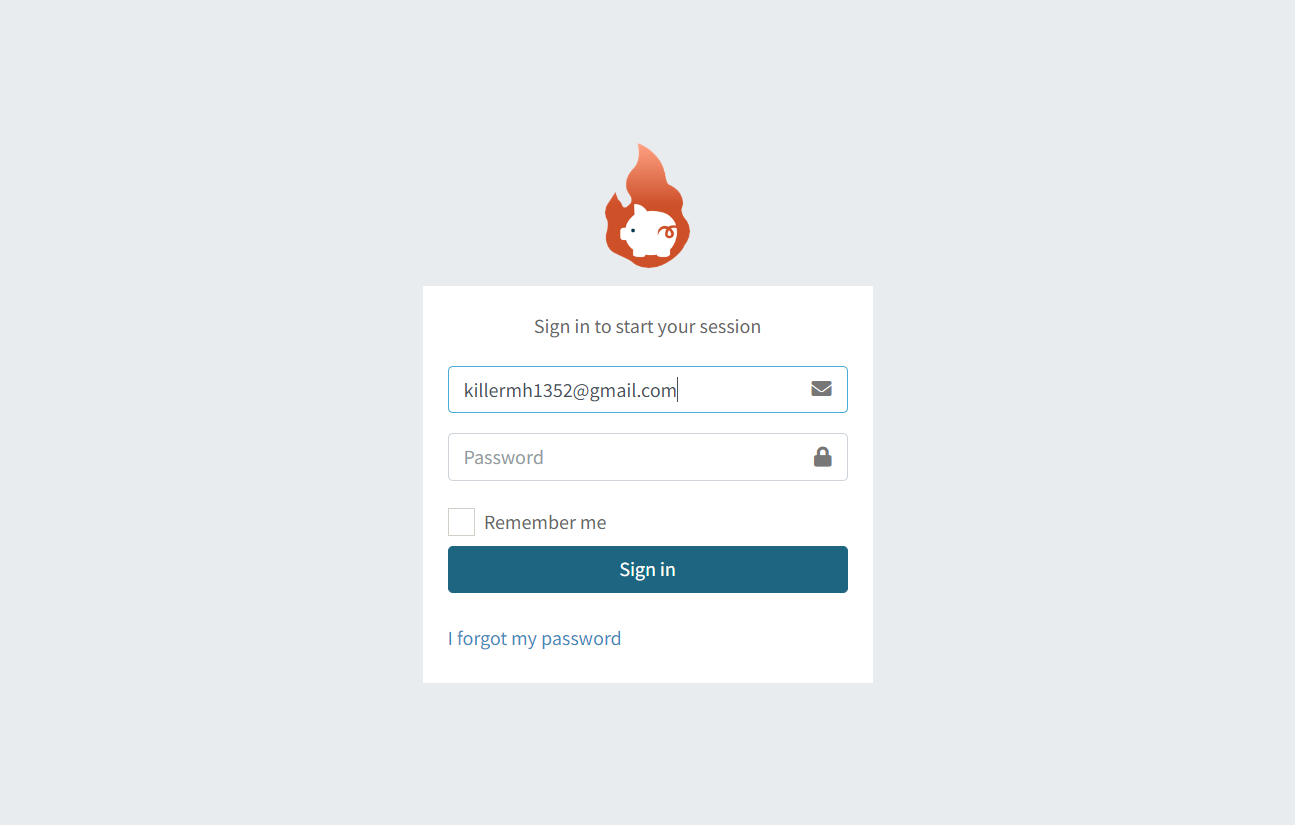 Sign in to start your session
killermh1352@gmail.com
Password
Remember me
Sign in
I forgot my password